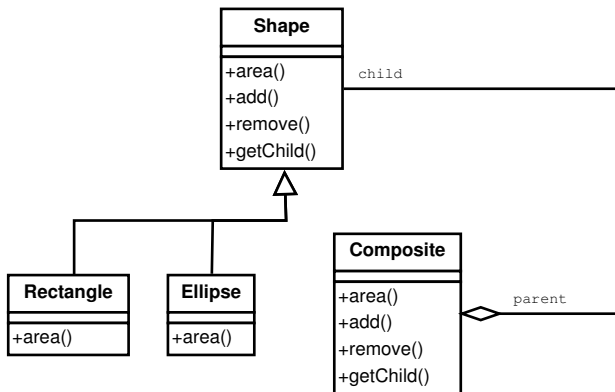 Shape
+area()
+add()
+remove()
+getChild()
child
Rectangle
+area()
Ellipse
+area()
Composite
+area()
+add()
+remove()
+getChild()
parent